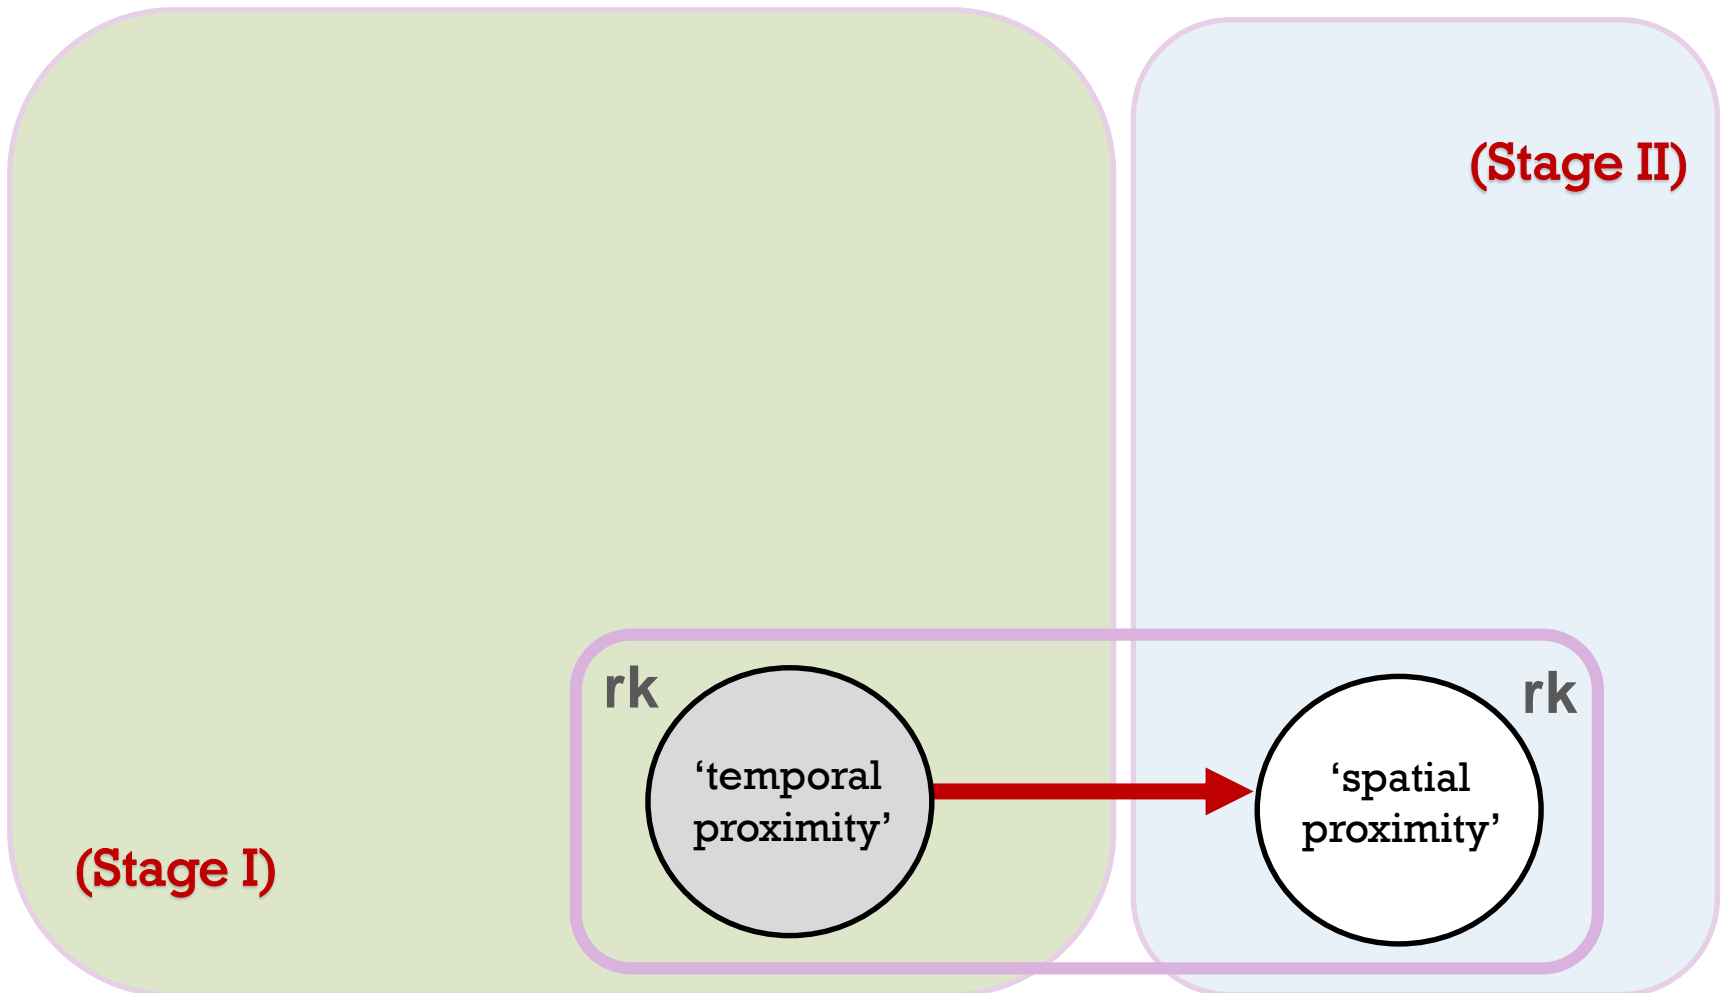 (Stage II)
rk
rk
‘temporal
proximity’
‘spatial
proximity’
(Stage I)